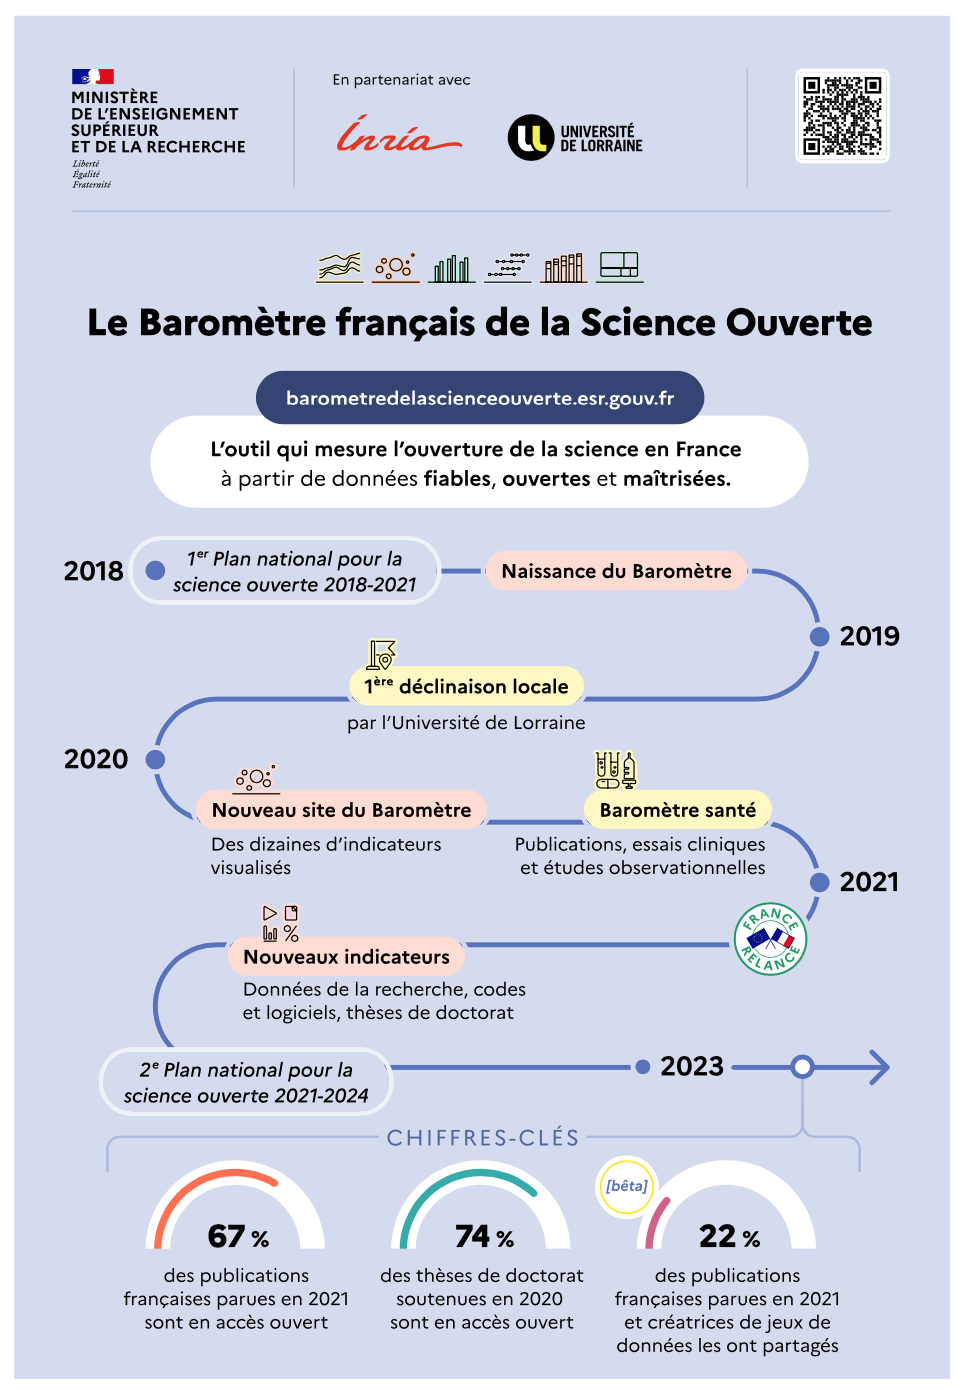 MINISTÈRE
DE L'ENSEIGNEMENT
SUPÉRIEUR
ET DE LA RECHERCHE
Liberté
Égalité
Fraternité
En partenariat avec
Inria
UNIVERSITÉ
DE LORRAINE
Le Baromètre français de la Science Ouverte
barometredelascienceouverte.esr.gouv.fr
L'outil qui mesure l'ouverture de la science en France
à partir de données fiables, ouvertes et maîtrisées.
2018
1er Plan national pour la
science ouverte 2018-2021
Naissance du Baromètre
2019
1ère déclinaison locale
par l'Université de Lorraine
2020
Nouveau site du Baromètre
Des dizaines d'indicateurs
visualisés
Baromètre santé
Publications, essais cliniques
et études observationnelles
2021
FRANCE
RELANCE
Nouveaux indicateurs
Données de la recherche, codes
et logiciels, thèses de doctorat
2e Plan national pour la
science ouverte 2021-2024
2023
CHIFFRES-CLÉS
67 %
des publications
françaises parues en 2021
sont en accès ouvert
74 %
des thèses de doctorat
soutenues en 2020
sont en accès ouvert
[bêta]
22 %
des publications
françaises parues en 2021
et créatrices de jeux de
données les ont partagés